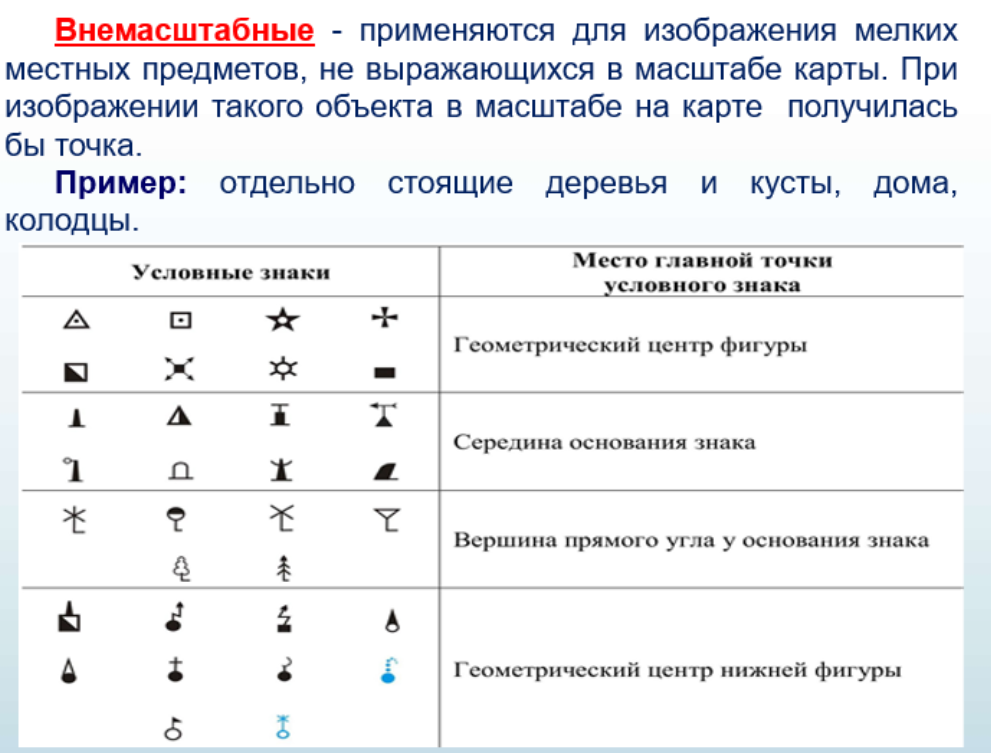 Внемасштабные - применяются для изображения мелких
местных предметов, не выражающихся в масштабе карты. При
изображении такого объекта в масштабе на карте получилась
бы точка.
Пример: отдельно стоящие деревья и кусты, дома,
колодцы.
Условные знаки
Место главной точки
условного знака
Геометрический центр фигуры
Середина основания знака
Вершина прямого угла у основания знака
Геометрический центр нижней фигуры